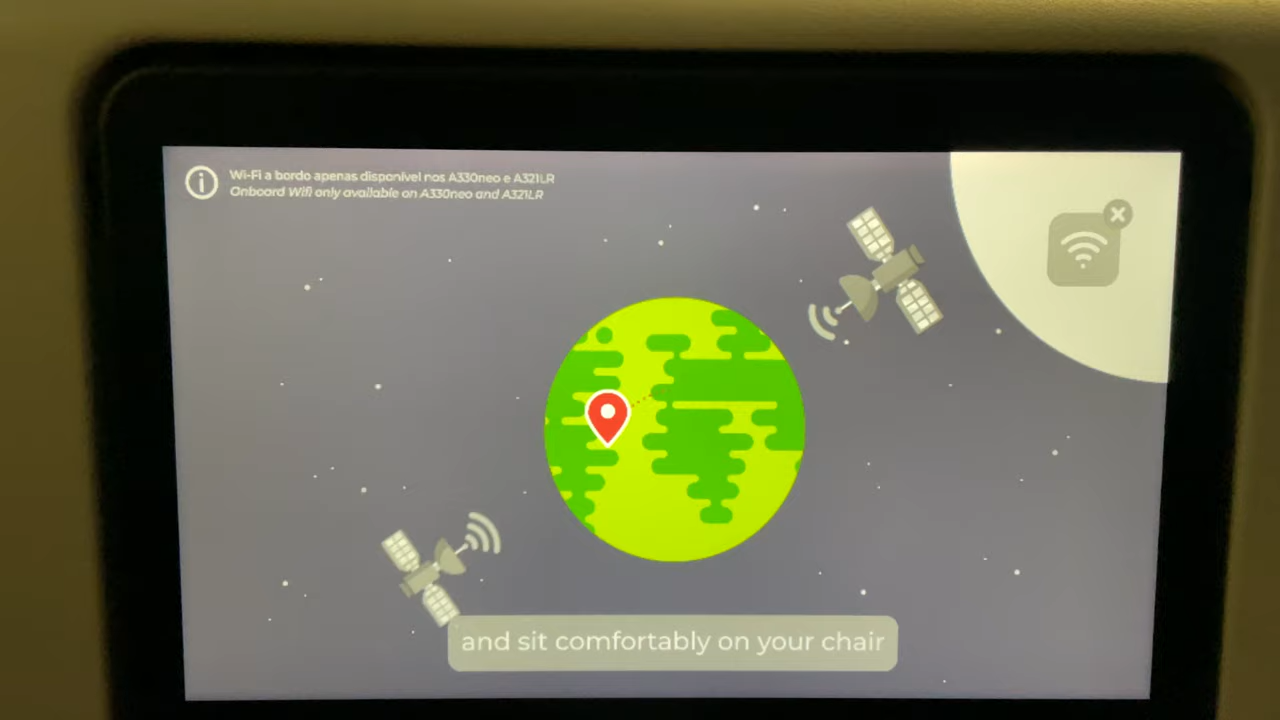 Wi-Fi a bordo apenas disponível nos A330neo e A321LR
Onboard Wifi only available on A330neo and A321LR
and sit comfortably on your chair